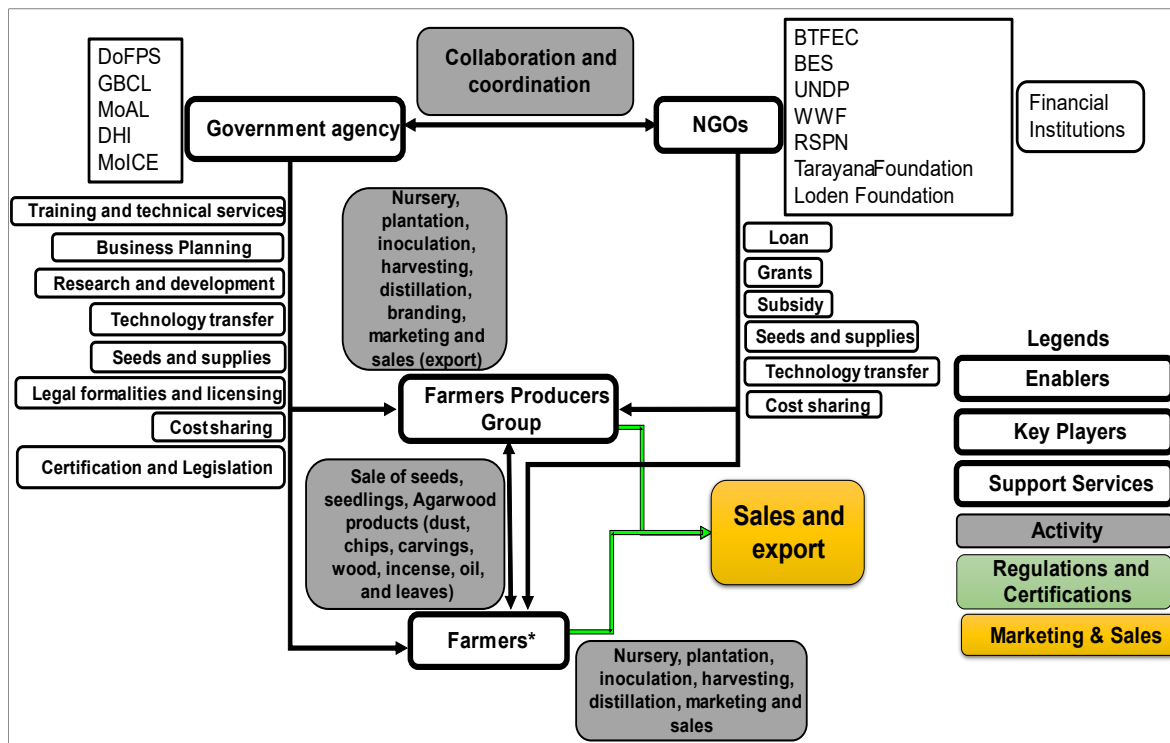 DoFPS
GBCL
MoAL
DHI
MoICE
Government agency
Collaboration and
coordination
NGOs
BTFEC
BES
UNDP
WWF
RSPN
TarayanaFoundation
Loden Foundation
Financial
Institutions
Training and technical services
Business Planning
Research and development
Technology transfer
Seeds and supplies
Legal formalities and licensing
Cost sharing
Certification and Legislation
Nursery,
plantation,
inoculation,
harvesting,
distillation,
branding,
marketing and
sales (export)
Loan
Grants
Subsidy
Seeds and supplies
Technology transfer
Cost sharing
Farmers Producers
Group
Sale of seeds,
seedlings, Agarwood
products (dust,
chips, carvings,
wood, incense, oil,
and leaves)
Sales and
export
Farmers*
Nursery, plantation,
inoculation, harvesting,
distillation, marketing and
sales
Legends
Enablers
Key Players
Support Services
Activity
Regulations and
Certifications
Marketing & Sales